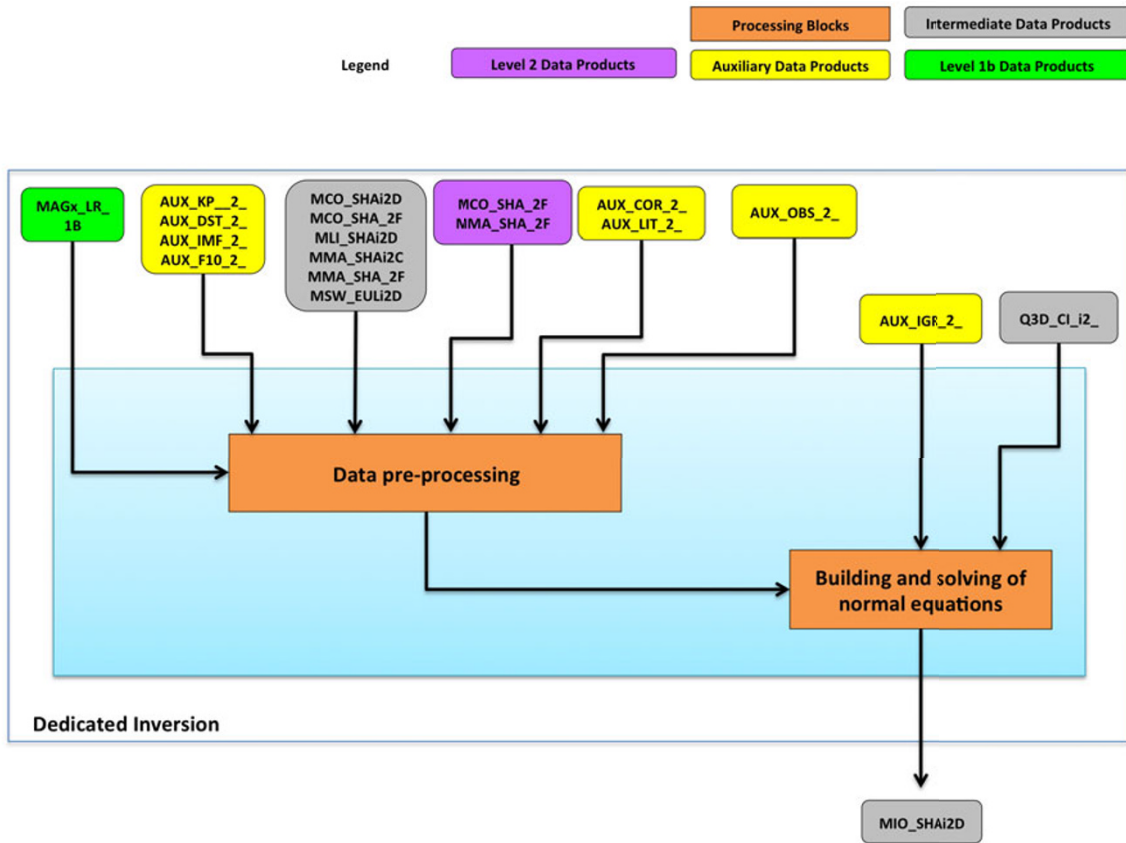 Processing Blocks
Intermediate Data Products
Legend
Level 2 Data Products
Auxiliary Data Products
Level 1b Data Products
MAGx_LR_
1B
AUX_KP__2_
AUX_DST_2_
AUX_IMF_2_
AUX_F10_2_
MCO_SHAi2D
MCO_SHA_2F
MLI_SHAi2D
MMA_SHAi2C
MMA_SHA_2F
MSW_EULi2D
MCO_SHA_2F
NMA_SHA_2F
AUX_COR_2_
AUX_LIT_2_
AUX_OBS_2_
AUX_IGR_2_
Q3D_CI_i2_
Data pre-processing
Building and solving of
normal equations
Dedicated Inversion
MIO_SHAi2D